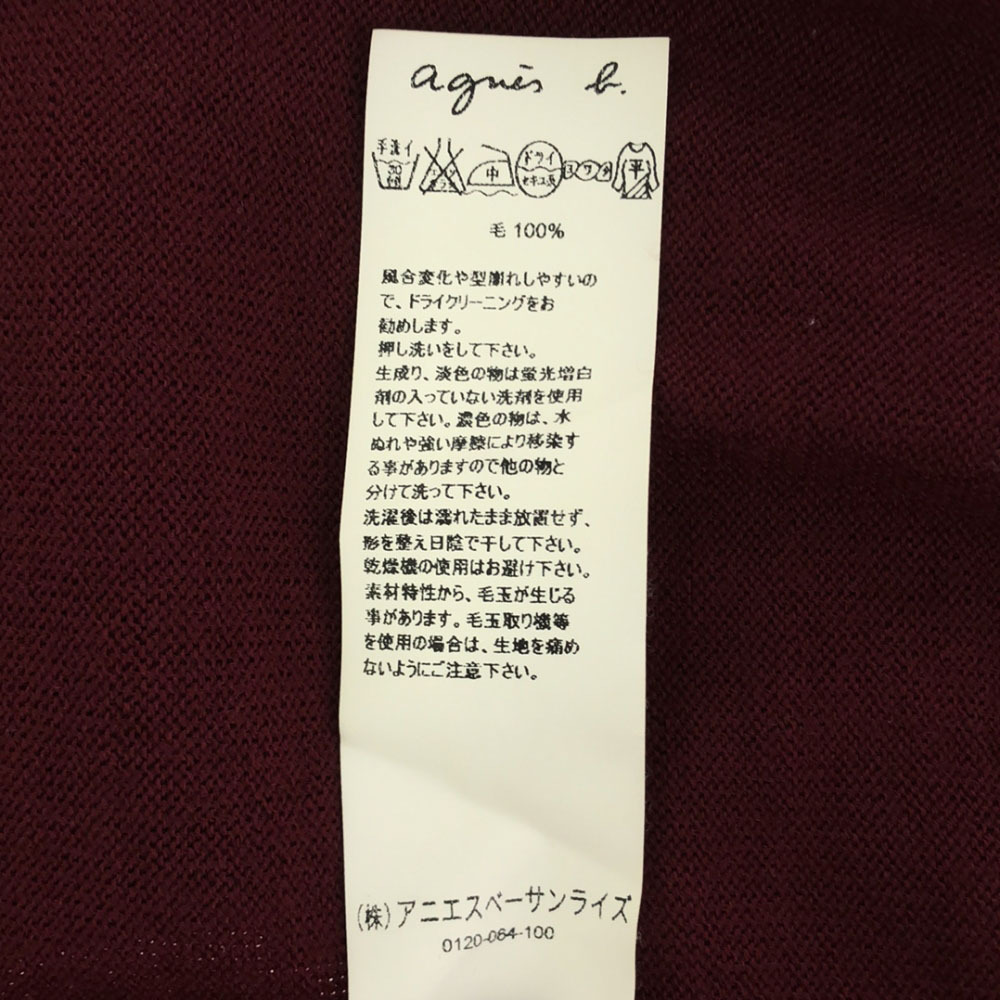 agnès b.
手洗イ 30 中 ドライ セキユ系 ヨワク 平
毛 100%
風合変化や型崩れしやすいの
で、ドライクリーニングをお
勧めします。
押し洗いをして下さい。
生成り、淡色の物は蛍光増白
剤の入っていない洗剤を使用
して下さい。濃色の物は、水
ぬれや強い摩擦により移染す
る事がありますので他の物と
分けて洗って下さい。
洗濯後は濡れたまま放置せず、
形を整え日陰で干して下さい。
乾燥機の使用はお避け下さい。
素材特性から、毛玉が生じる
事があります。毛玉取り機等
を使用の場合は、生地を痛め
ないようにご注意下さい。
(株)アニエスベーサンライズ
0120-064-100